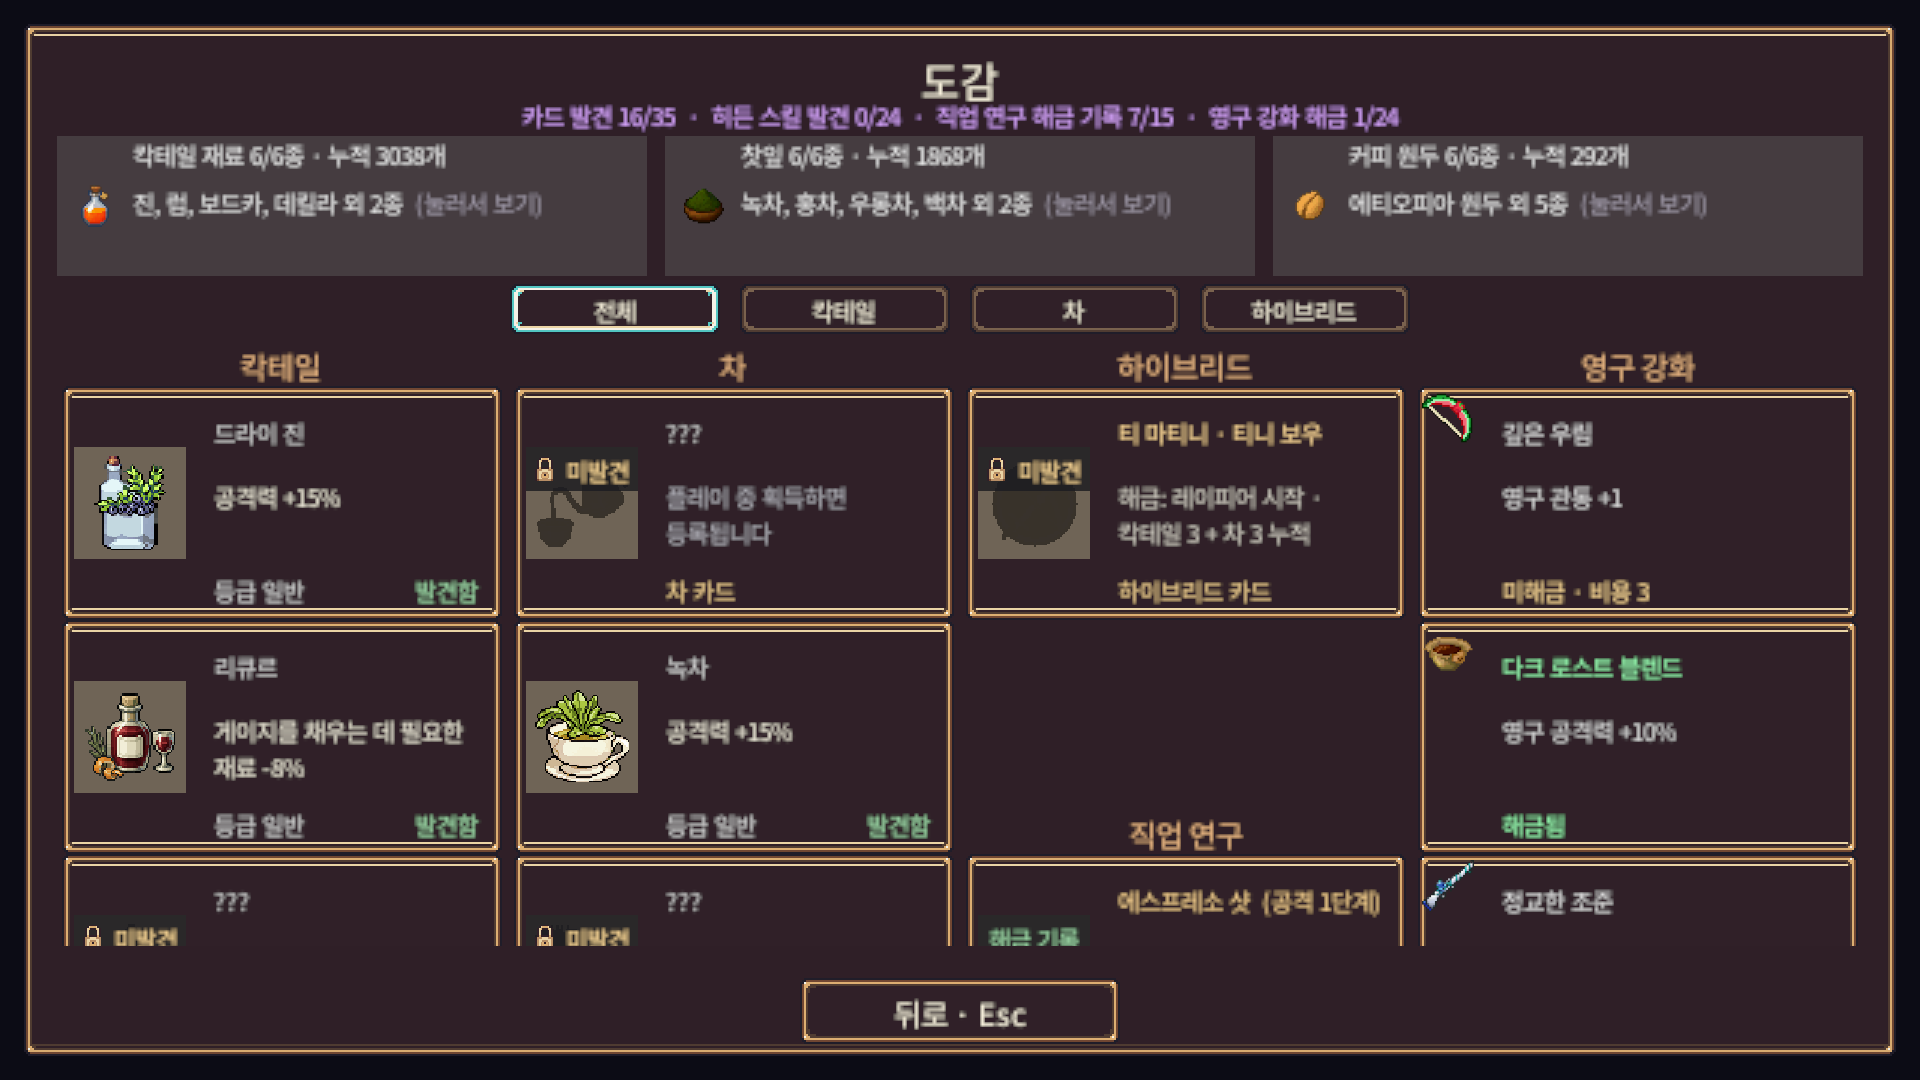 도감
카드 발견 16/35 · 히든 스킬 발견 0/24 · 직업 연구 해금 기록 7/15 · 영구 강화 해금 1/24
칵테일 재료 6/6종 · 누적 3038개
진, 럼, 보드카, 데킬라 외 2종 (눌러서 보기)
찻잎 6/6종 · 누적 1868개
녹차, 홍차, 우롱차, 백차 외 2종 (눌러서 보기)
커피 원두 6/6종 · 누적 292개
에티오피아 원두 외 5종 (눌러서 보기)
전체
칵테일
차
하이브리드
칵테일
드라이 진
공격력 +15%
등급 일반 발견함
리큐르
게이지를 채우는 데 필요한
재료 -8%
등급 일반 발견함
???
미발견
차
???
미발견
플레이 중 획득하면
등록됩니다
차 카드
녹차
공격력 +15%
등급 일반 발견함
???
미발견
하이브리드
티 마티니 · 티니 보우
미발견
해금: 레이피어 시작 ·
칵테일 3 + 차 3 누적
하이브리드 카드
직업 연구
에스프레소 샷 (공격 1단계)
해금 기록
영구 강화
깊은 우림
영구 관통 +1
미해금 · 비용 3
다크 로스트 블렌드
영구 공격력 +10%
해금됨
정교한 조준
뒤로 · Esc